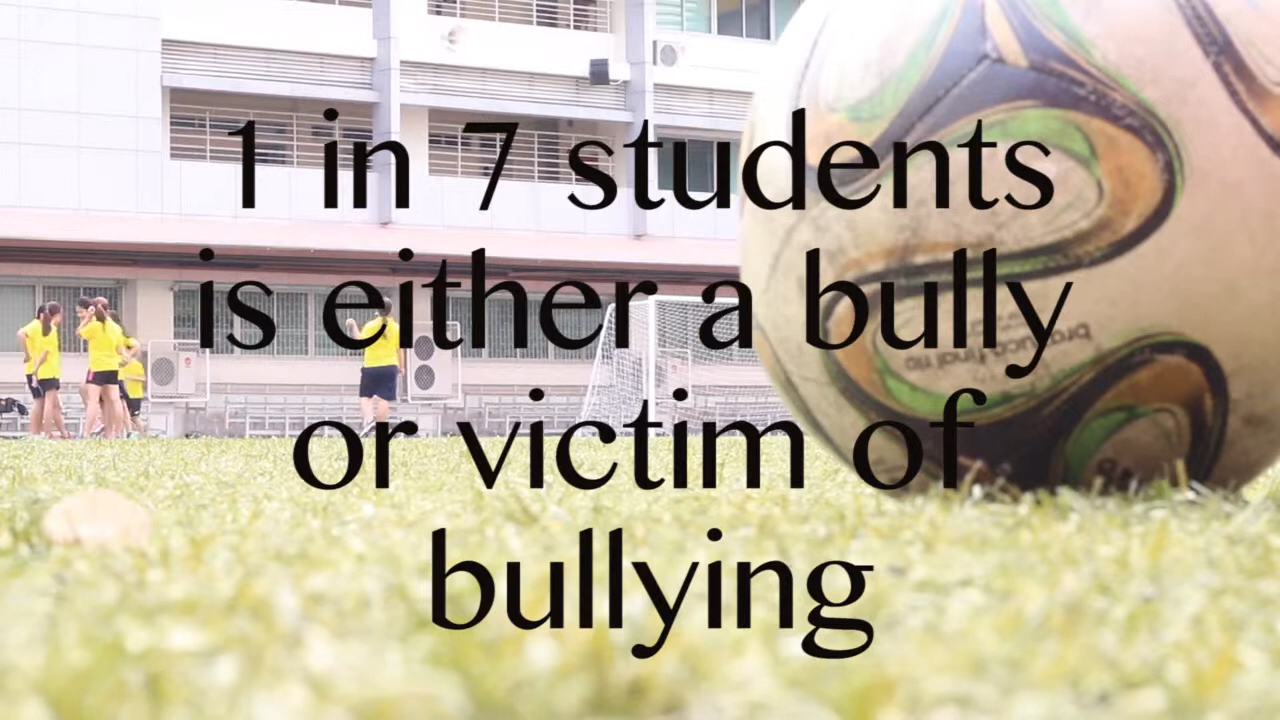 1 in 7 students
is either a bully
or victim of
bullying